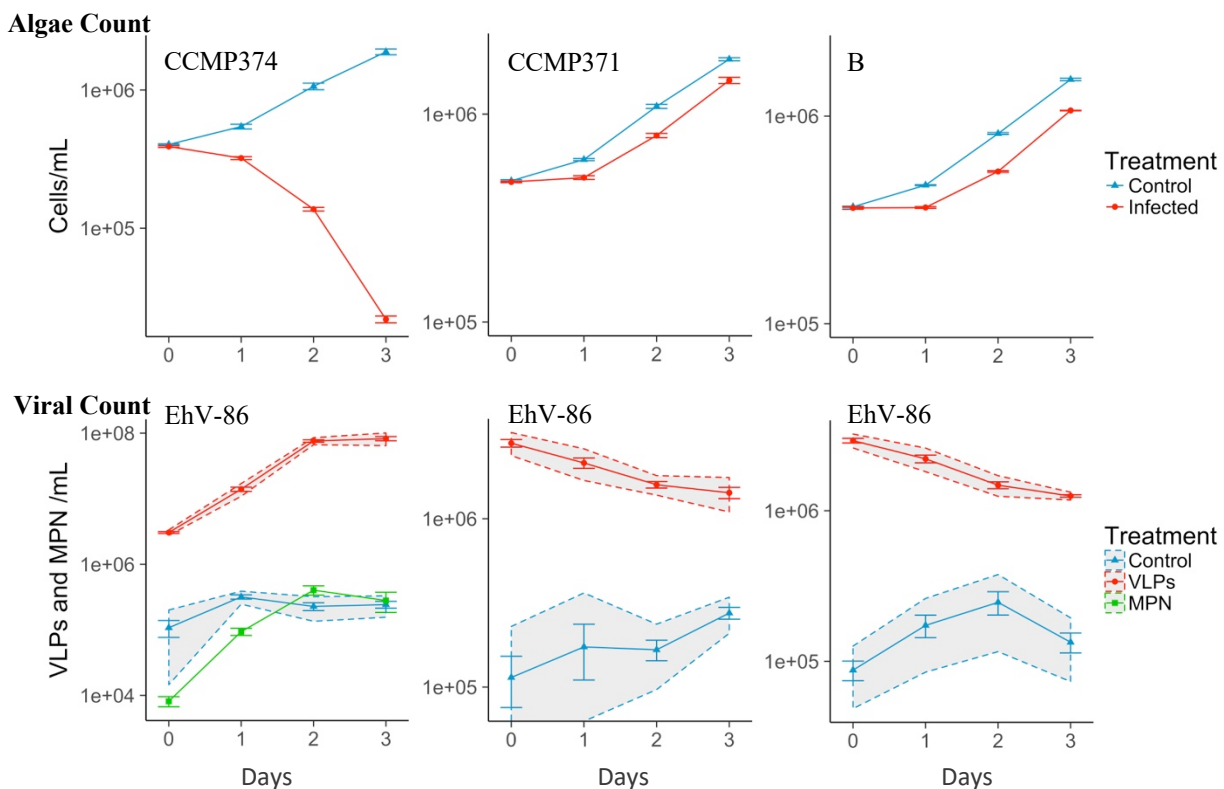 Algae Count
CCMP374
CCMP371
B
Cells/mL
1e+06
1e+05
0 1 2 3
1e+06
1e+05
0 1 2 3
1e+06
1e+05
0 1 2 3
Treatment
Control
Infected
Viral Count
EhV-86
EhV-86
EhV-86
VLPs and MPN /mL
1e+08
1e+06
1e+04
0 1 2 3
Days
1e+06
1e+05
0 1 2 3
Days
1e+06
1e+05
0 1 2 3
Days
Treatment
Control
VLPs
MPN